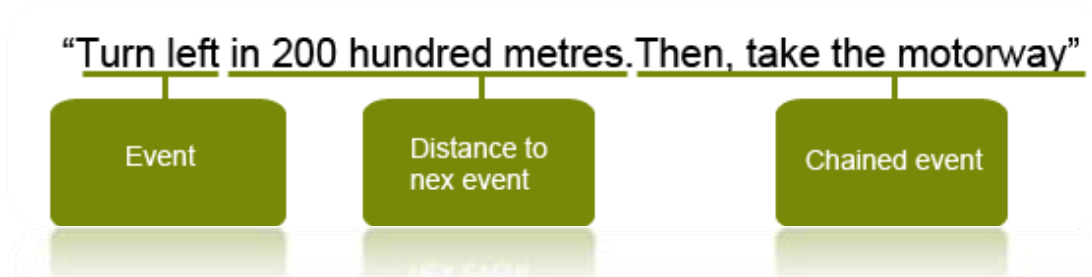 “Turn left in 200 hundred metres.Then, take the motorway”
Event
Distance to
nex event
Chained event